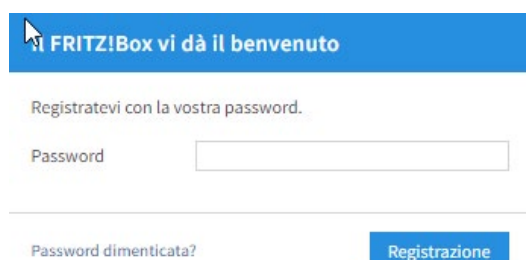 Il FRITZ!Box vi dà il benvenuto
Registratevi con la vostra password.
Password
Password dimenticata?
Registrazione